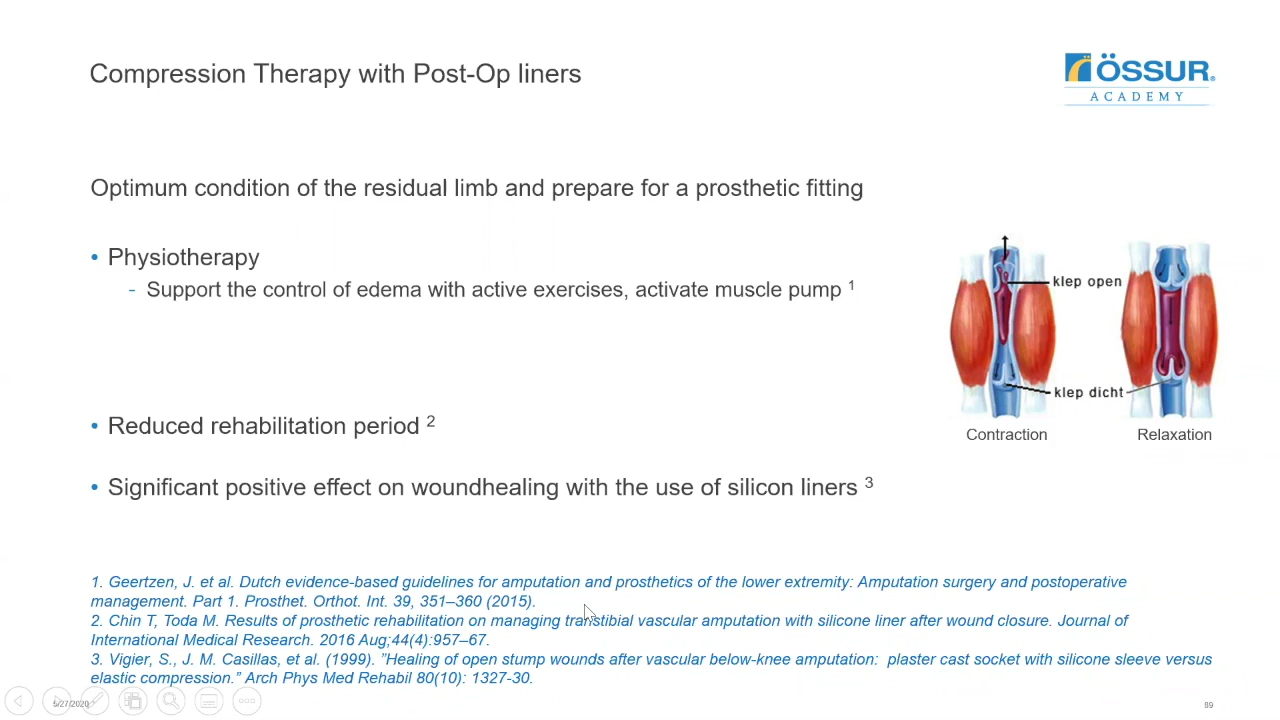 Compression Therapy with Post-Op liners
ÖSSUR®
ACADEMY
Optimum condition of the residual limb and prepare for a prosthetic fitting
• Physiotherapy
- Support the control of edema with active exercises, activate muscle pump 1
klep open
klep dicht
Contraction
Relaxation
• Reduced rehabilitation period 2
• Significant positive effect on woundhealing with the use of silicon liners 3
1. Geertzen, J. et al. Dutch evidence-based guidelines for amputation and prosthetics of the lower extremity: Amputation surgery and postoperative
management. Part 1. Prosthet. Orthot. Int. 39, 351–360 (2015).
2. Chin T, Toda M. Results of prosthetic rehabilitation on managing transtibial vascular amputation with silicone liner after wound closure. Journal of
International Medical Research. 2016 Aug;44(4):957–67.
3. Vigier, S., J. M. Casillas, et al. (1999). ”Healing of open stump wounds after vascular below-knee amputation: plaster cast socket with silicone sleeve versus
elastic compression.” Arch Phys Med Rehabil 80(10): 1327-30.
5/27/2020
89